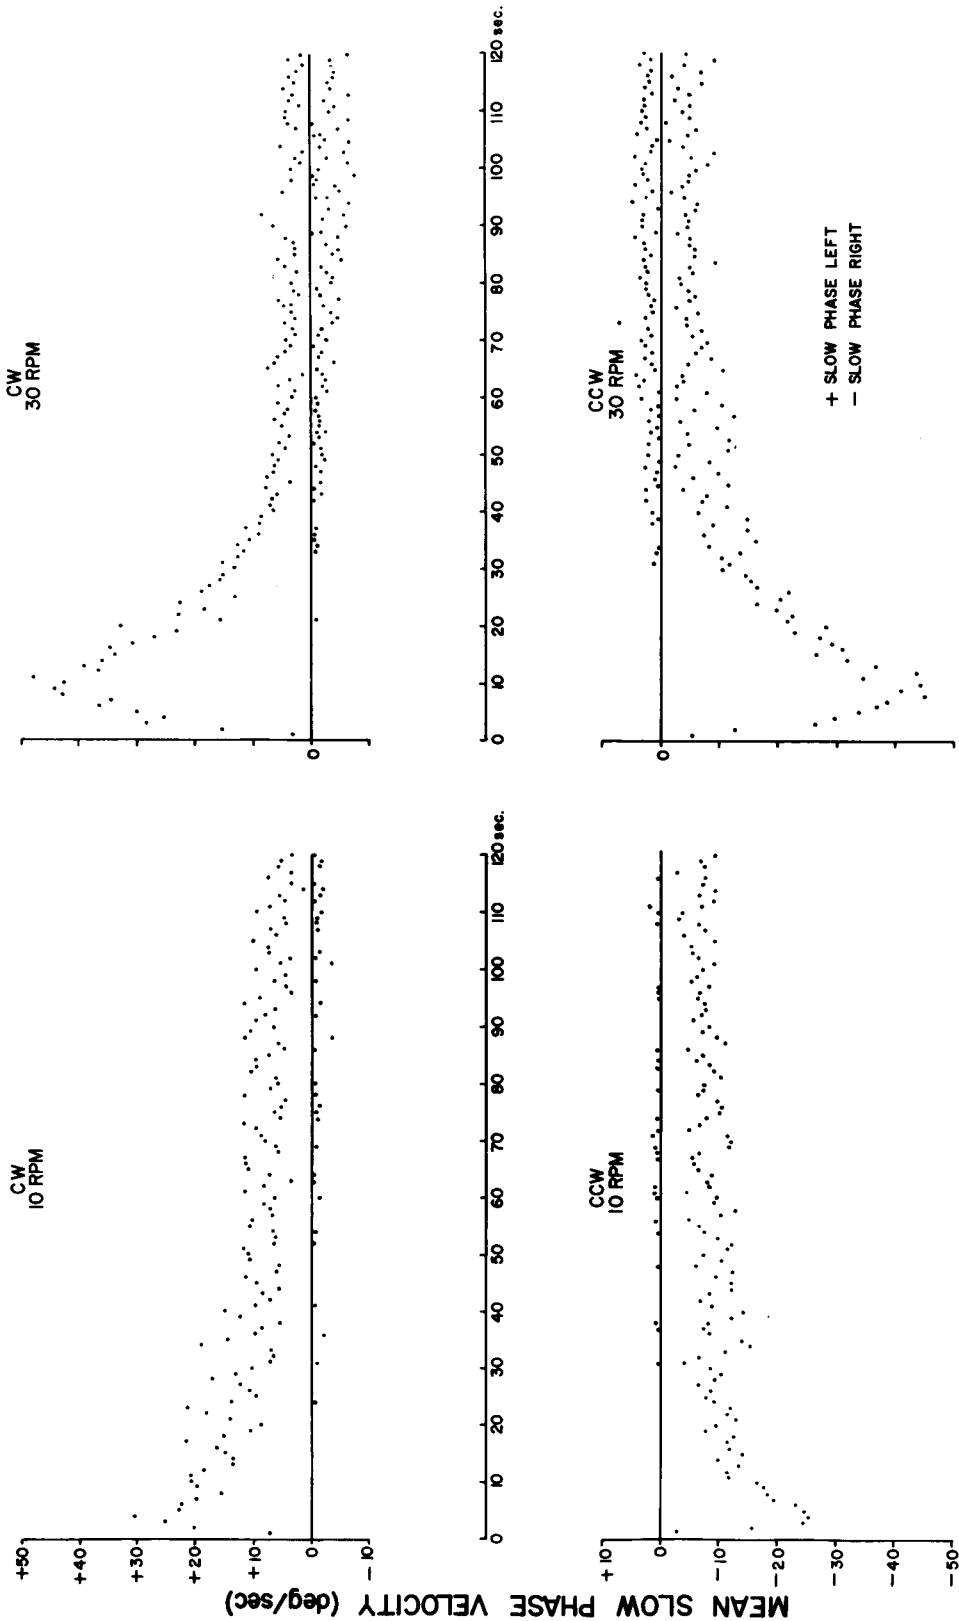 CW
10 RPM
CW
30 RPM
+50
+40
+30
+20
+10
0
-10
0
0 10 20 30 40 50 60 70 80 90 100 110 120 sec.
0 10 20 30 40 50 60 70 80 90 100 110 120 sec.
CCW
10 RPM
CCW
30 RPM
+10
0
-10
-20
-30
-40
-50
0
+ SLOW PHASE LEFT
- SLOW PHASE RIGHT
MEAN SLOW PHASE VELOCITY (deg/sec)